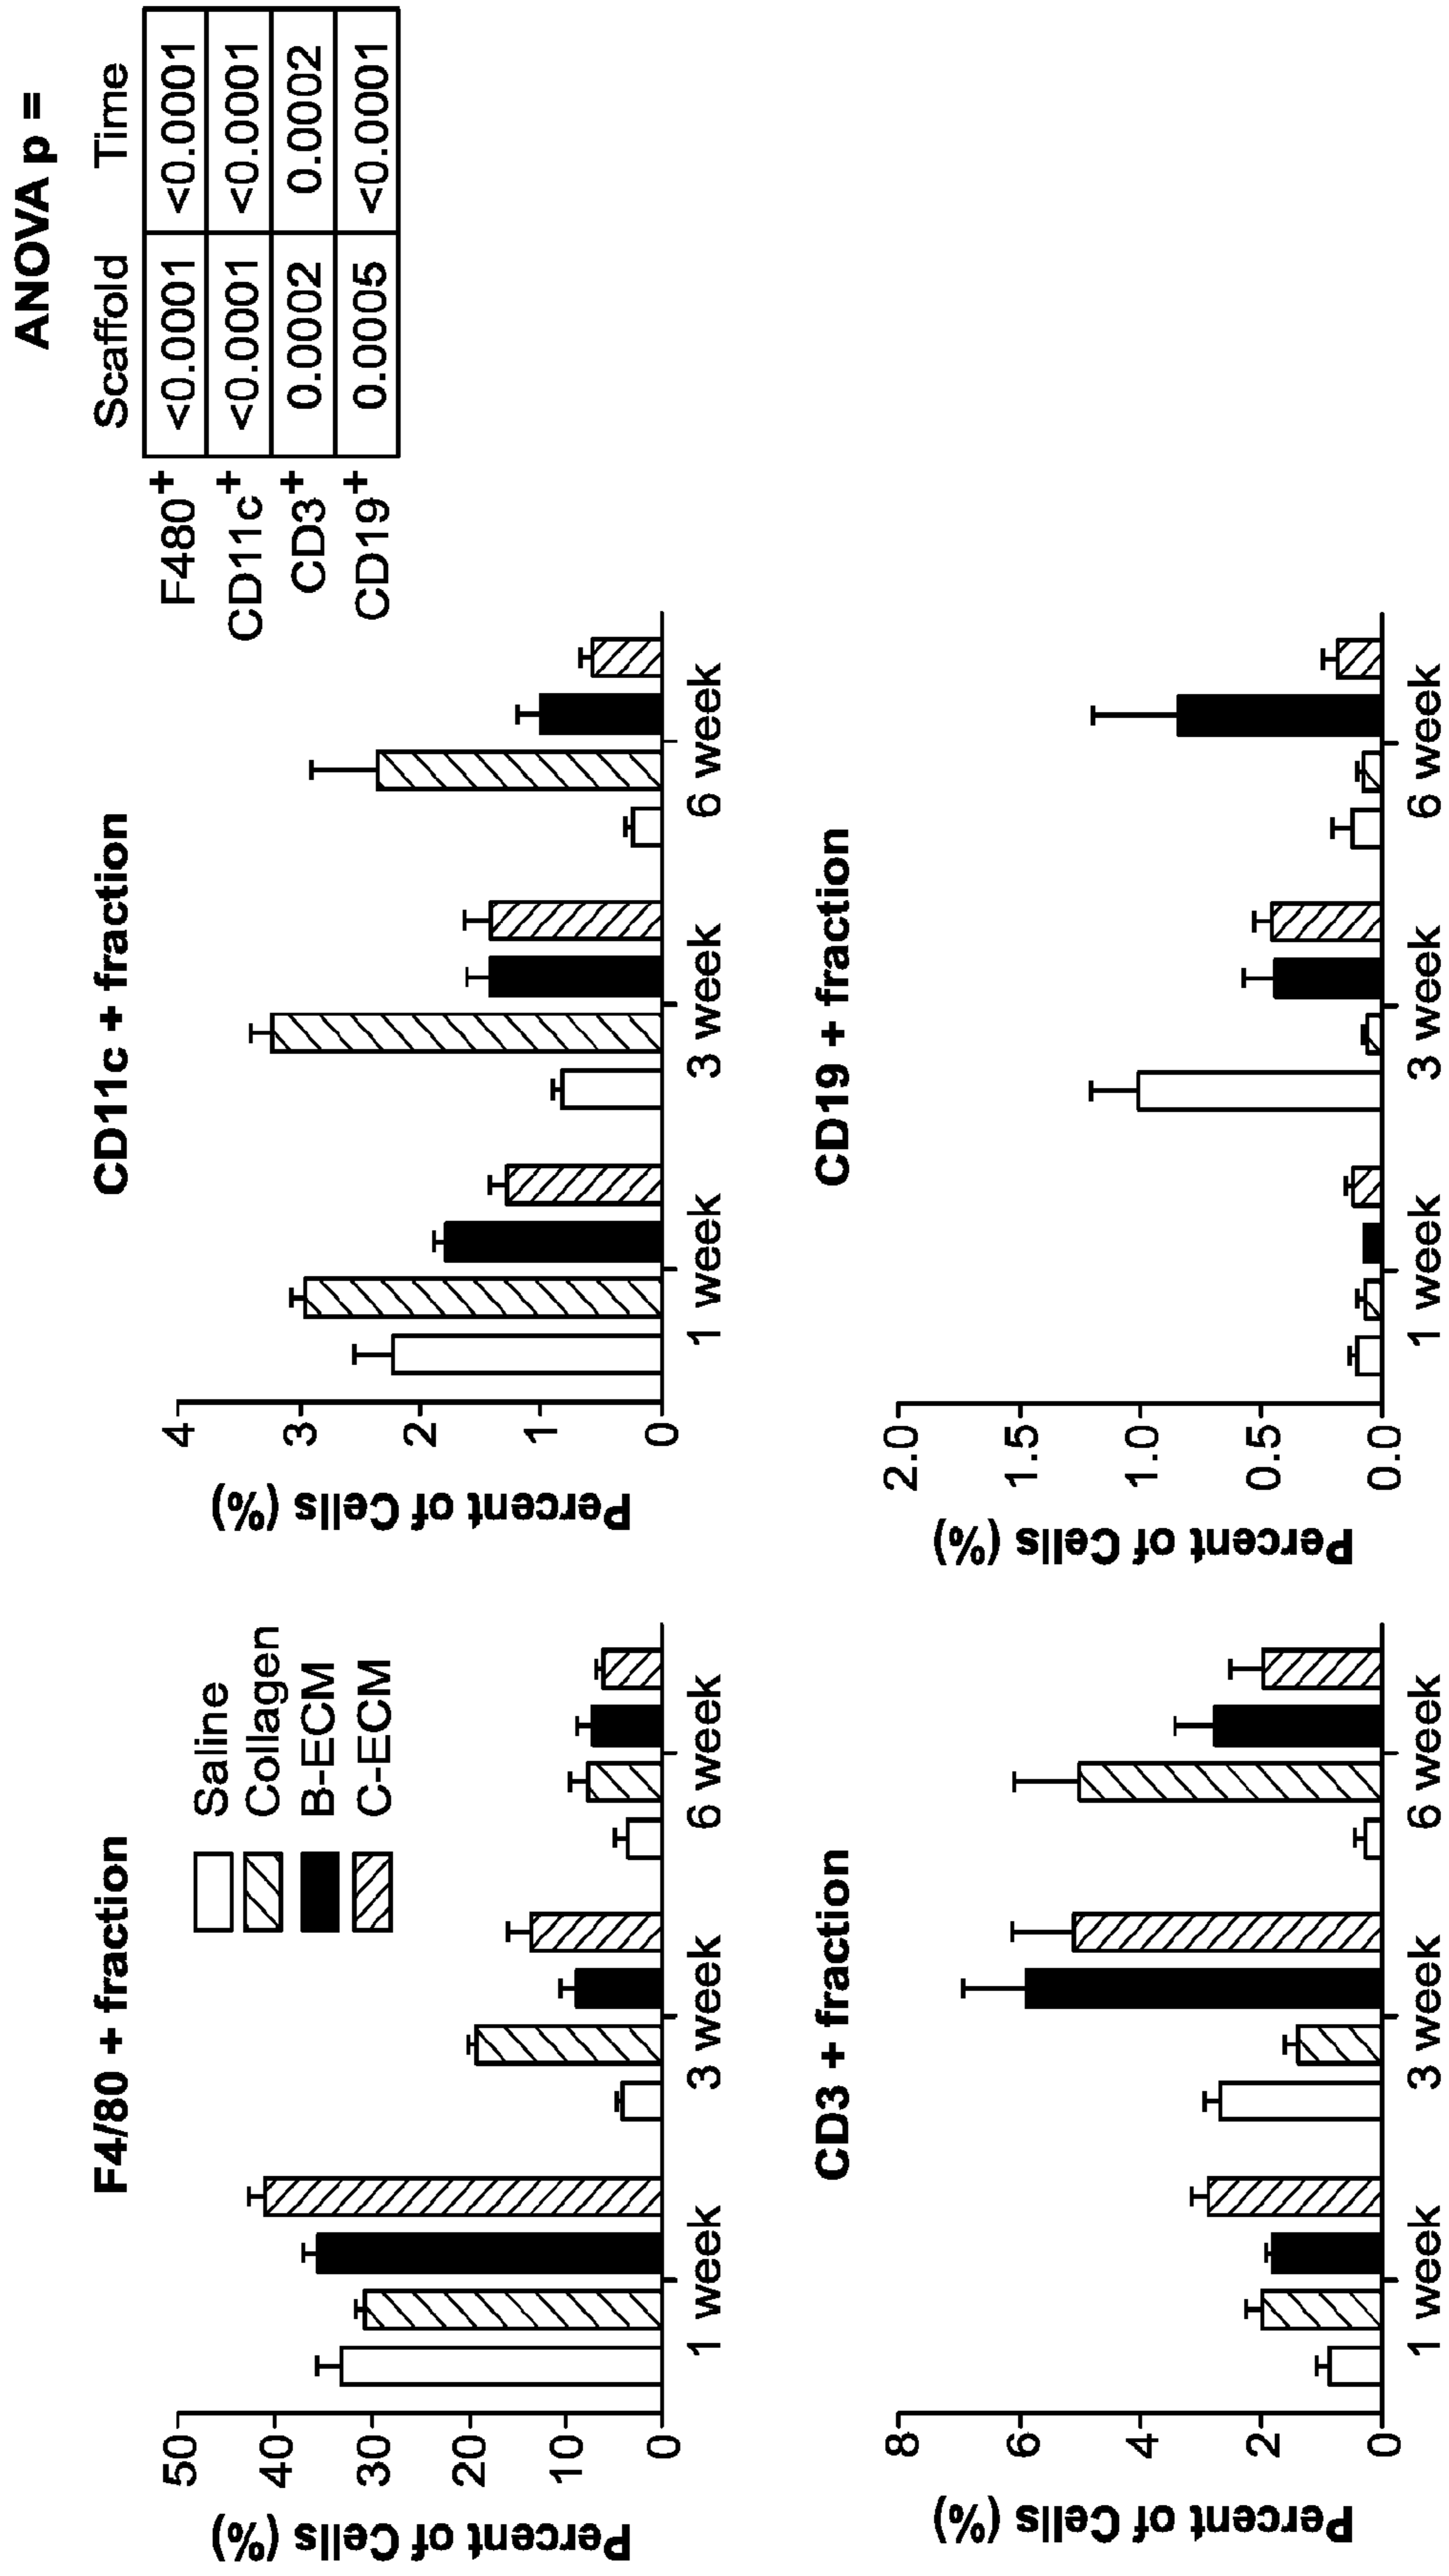 F4/80 + fraction
Percent of Cells (%)
50
40
30
20
10
0
1 week
3 week
6 week
Saline
Collagen
B-ECM
C-ECM
CD11c + fraction
Percent of Cells (%)
4
3
2
1
0
1 week
3 week
6 week
ANOVA p =
Scaffold Time
F480+ <0.0001 <0.0001
CD11c+ <0.0001 <0.0001
CD3+ 0.0002 0.0002
CD19+ 0.0005 <0.0001
CD3 + fraction
Percent of Cells (%)
8
6
4
2
0
1 week
3 week
6 week
CD19 + fraction
Percent of Cells (%)
2.0
1.5
1.0
0.5
0.0
1 week
3 week
6 week